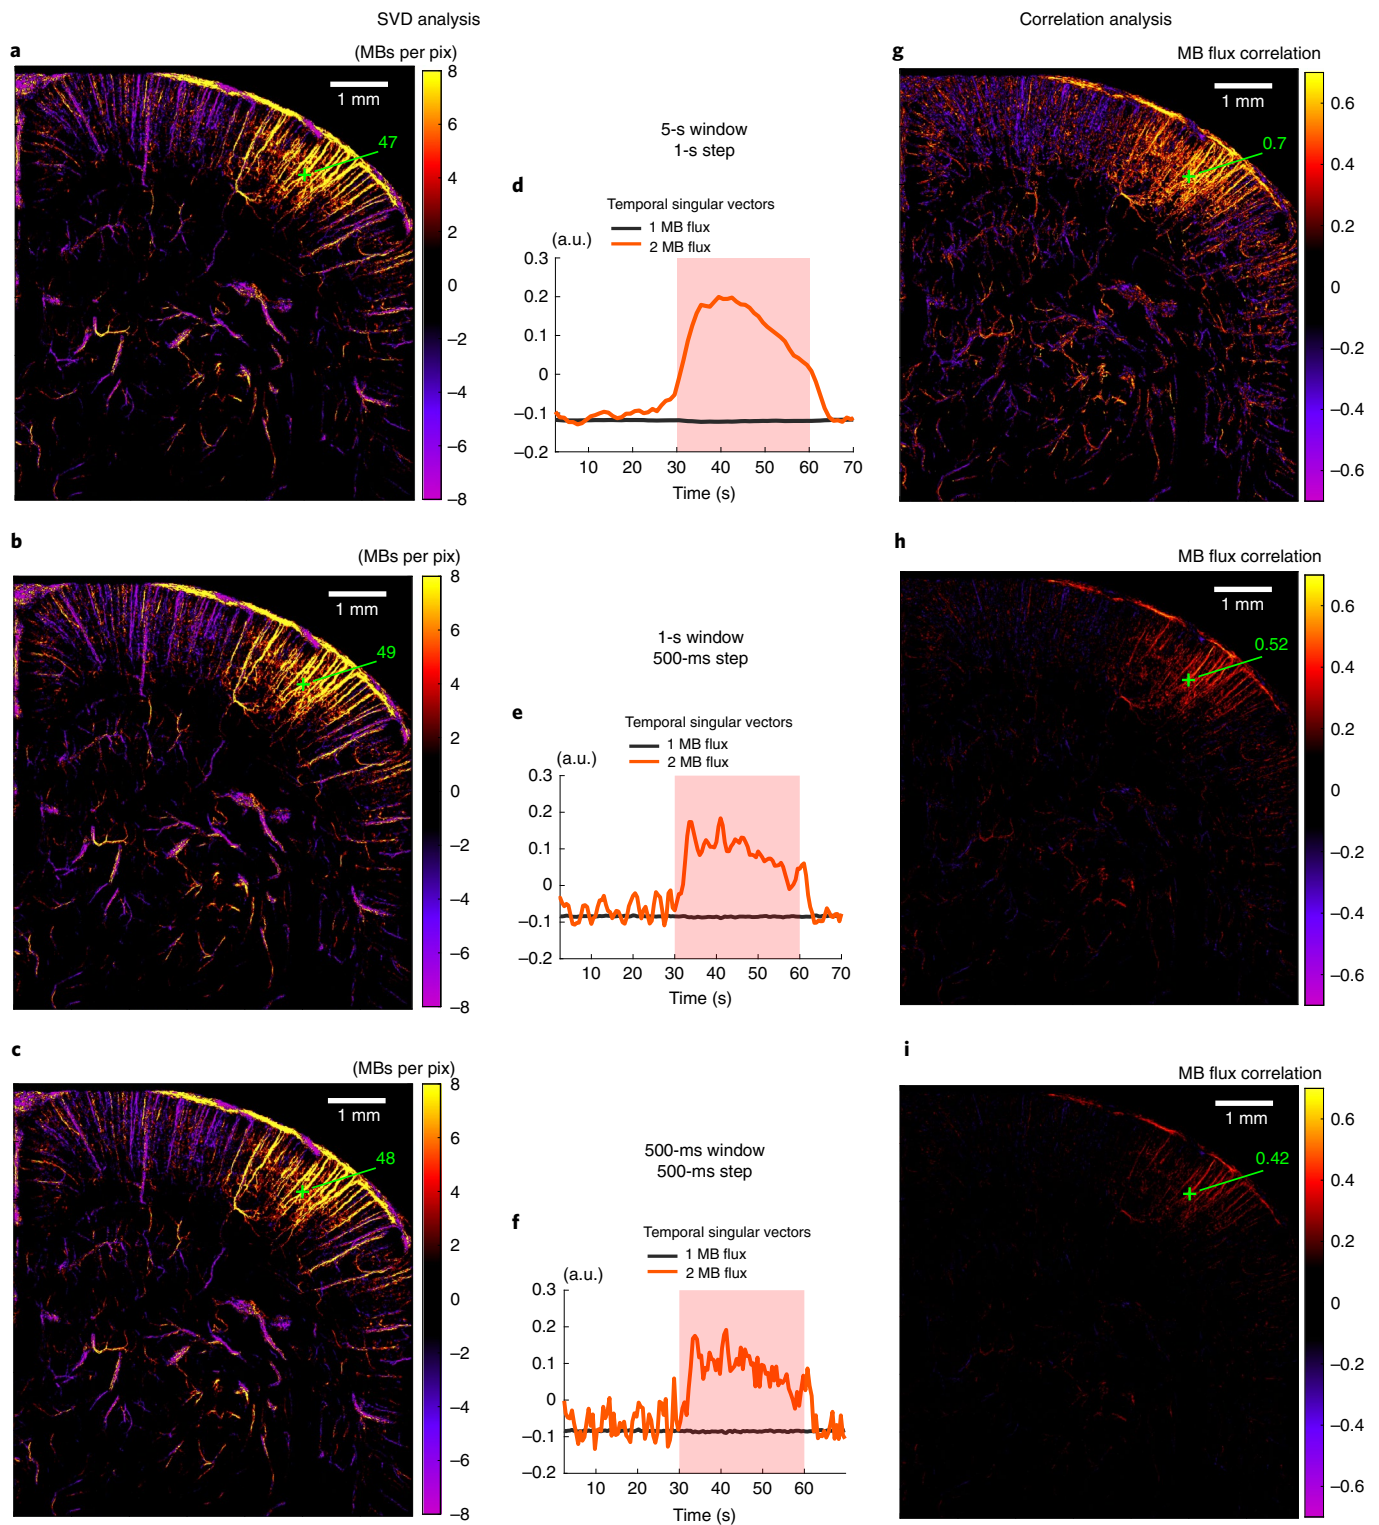 SVD analysis
Correlation analysis
a
(MBs per pix)
8
6
4
2
0
−2
−4
−6
−8
1 mm
47
5-s window
1-s step
d
Temporal singular vectors
1 MB flux
2 MB flux
(a.u.)
0.3
0.2
0.1
0
−0.1
−0.2
10 20 30 40 50 60 70
Time (s)
g
MB flux correlation
0.6
0.4
0.2
0
−0.2
−0.4
−0.6
1 mm
0.7
b
(MBs per pix)
8
6
4
2
0
−2
−4
−6
−8
1 mm
49
1-s window
500-ms step
e
Temporal singular vectors
1 MB flux
2 MB flux
(a.u.)
0.3
0.2
0.1
0
−0.1
−0.2
10 20 30 40 50 60 70
Time (s)
h
MB flux correlation
0.6
0.4
0.2
0
−0.2
−0.4
−0.6
1 mm
0.52
c
(MBs per pix)
8
6
4
2
0
−2
−4
−6
−8
1 mm
48
500-ms window
500-ms step
f
Temporal singular vectors
1 MB flux
2 MB flux
(a.u.)
0.3
0.2
0.1
0
−0.1
−0.2
10 20 30 40 50 60
Time (s)
i
MB flux correlation
0.6
0.4
0.2
0
−0.2
−0.4
−0.6
1 mm
0.42